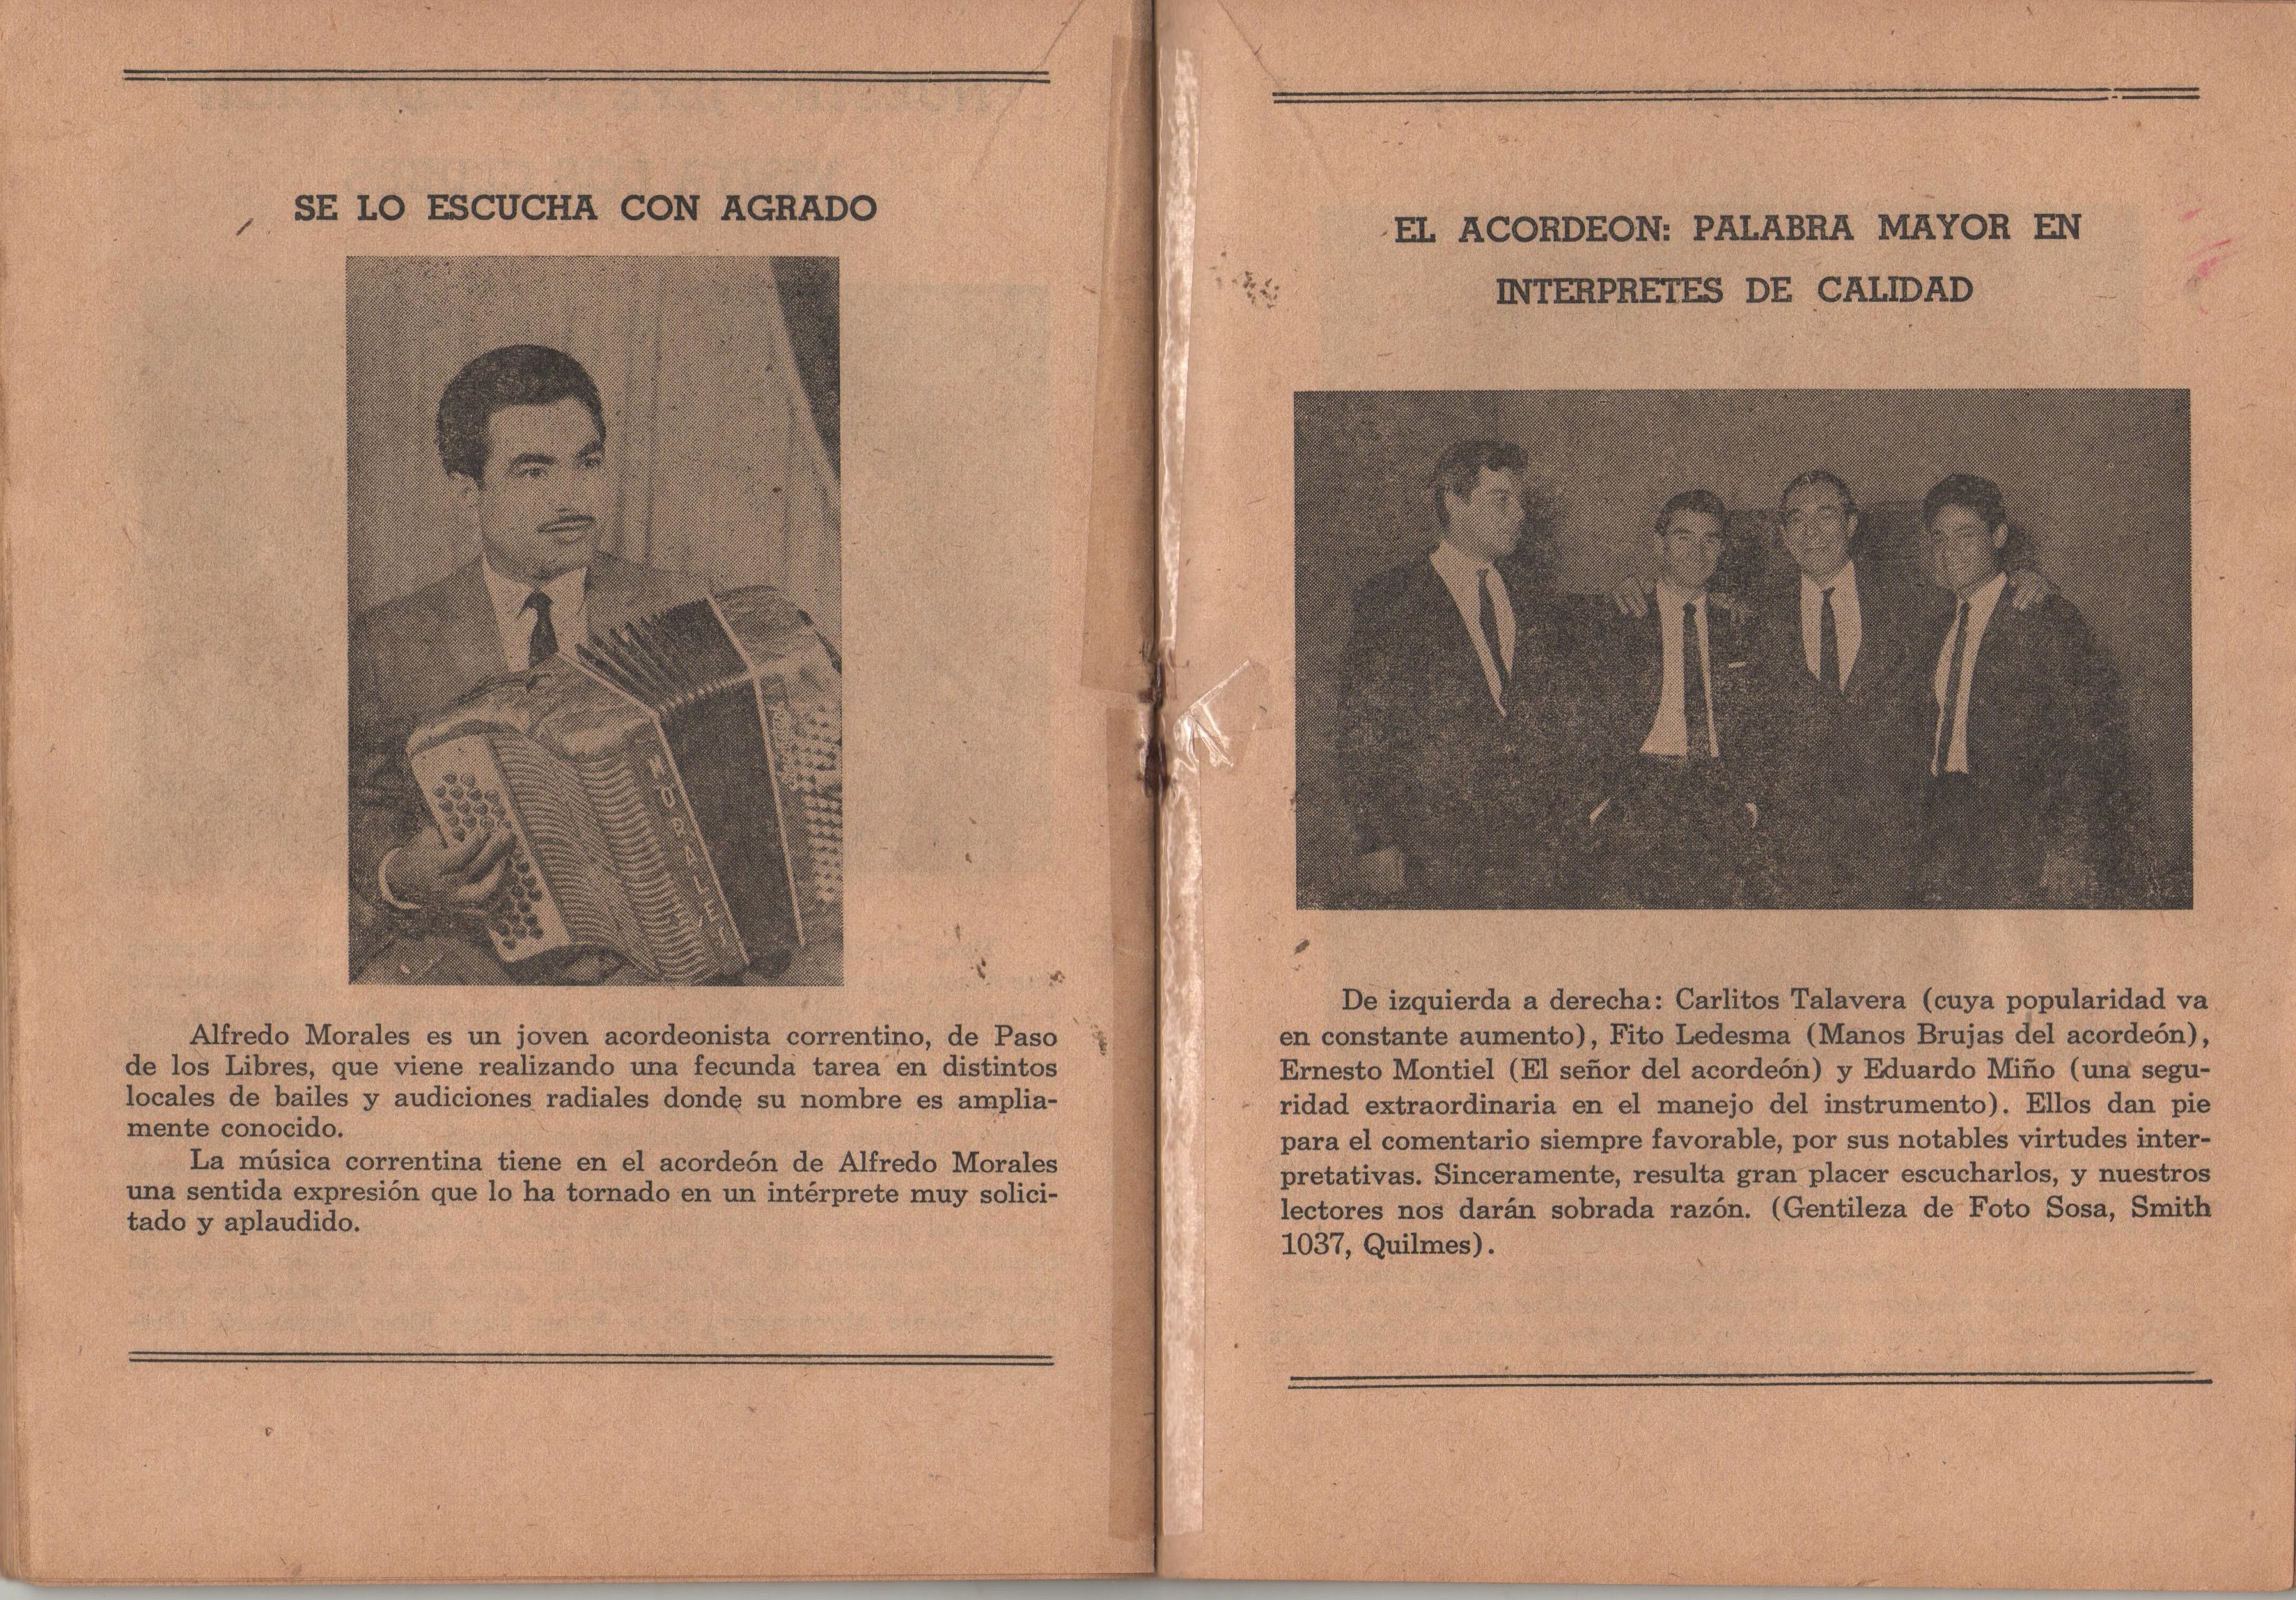 SE LO ESCUCHA CON AGRADO
MORALES
Alfredo Morales es un joven acordeonista correntino, de Paso
de los Libres, que viene realizando una fecunda tarea en distintos
locales de bailes y audiciones radiales donde su nombre es amplia-
mente conocido.
La música correntina tiene en el acordeón de Alfredo Morales
una sentida expresión que lo ha tornado en un intérprete muy solici-
tado y aplaudido.
EL ACORDEON: PALABRA MAYOR EN
INTERPRETES DE CALIDAD
De izquierda a derecha: Carlitos Talavera (cuya popularidad va
en constante aumento), Fito Ledesma (Manos Brujas del acordeón),
Ernesto Montiel (El señor del acordeón) y Eduardo Miño (una segu-
ridad extraordinaria en el manejo del instrumento). Ellos dan pie
para el comentario siempre favorable, por sus notables virtudes inter-
pretativas. Sinceramente, resulta gran placer escucharlos, y nuestros
lectores nos darán sobrada razón. (Gentileza de Foto Sosa, Smith
1037, Quilmes).